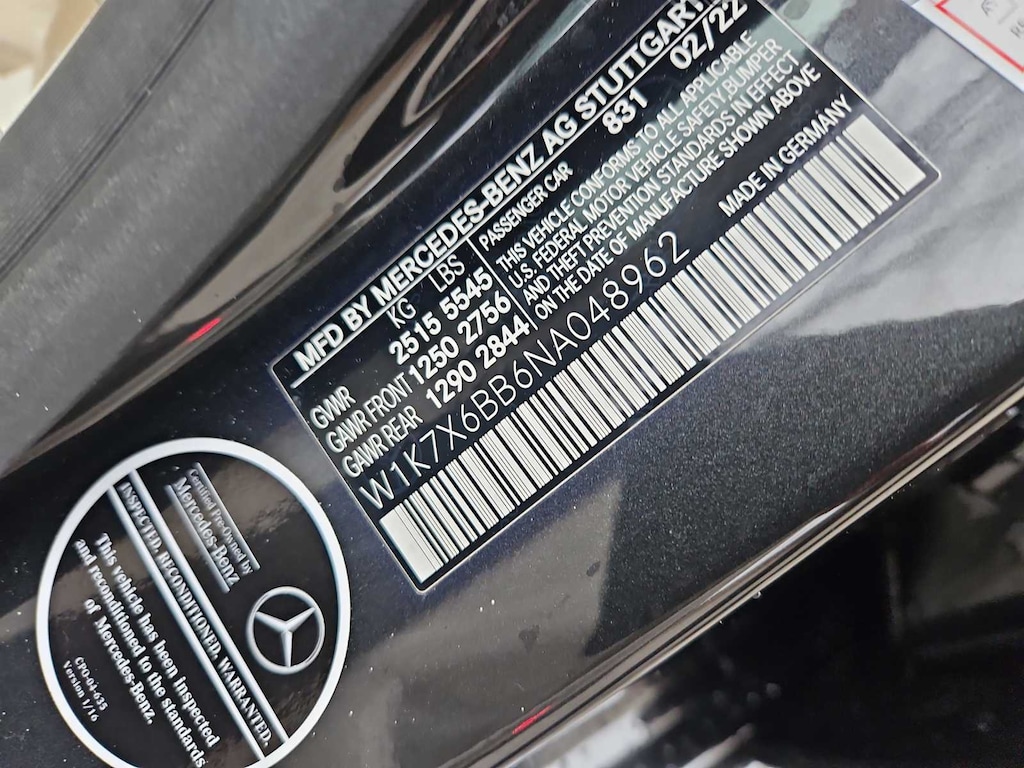 MFD BY MERCEDES-BENZ AG STUTTGART
KG LBS
GVWR 2515 5545
GAWR FRONT 1250 2756
GAWR REAR 1290 2844
PASSENGER CAR 831 02/22
THIS VEHICLE CONFORMS TO ALL APPLICABLE
U.S. FEDERAL MOTOR VEHICLE SAFETY BUMPER
AND THEFT PREVENTION STANDARDS IN EFFECT
ON THE DATE OF MANUFACTURE SHOWN ABOVE
MADE IN GERMANY
W1K7X6BB6NA048962
Certified Pre-Owned by
Mercedes-Benz
INSPECTED. RECONDITIONED. WARRANTED.
This vehicle has been inspected
and reconditioned to the standards
of Mercedes-Benz.
CPO-04-635
Version 1/16